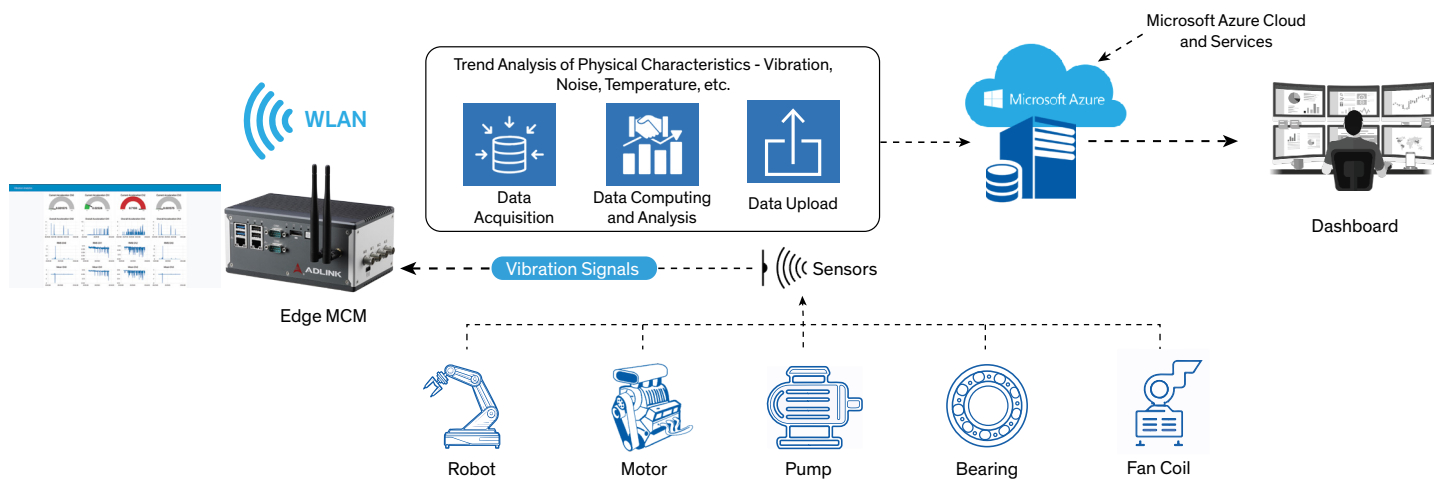 Microsoft Azure Cloud
and Services
Trend Analysis of Physical Characteristics - Vibration,
Noise, Temperature, etc.
WLAN
Microsoft Azure
Data
Acquisition
Data Computing
and Analysis
Data Upload
Dashboard
ADLINK
Vibration Signals
Sensors
Edge MCM
Robot
Motor
Pump
Bearing
Fan Coil